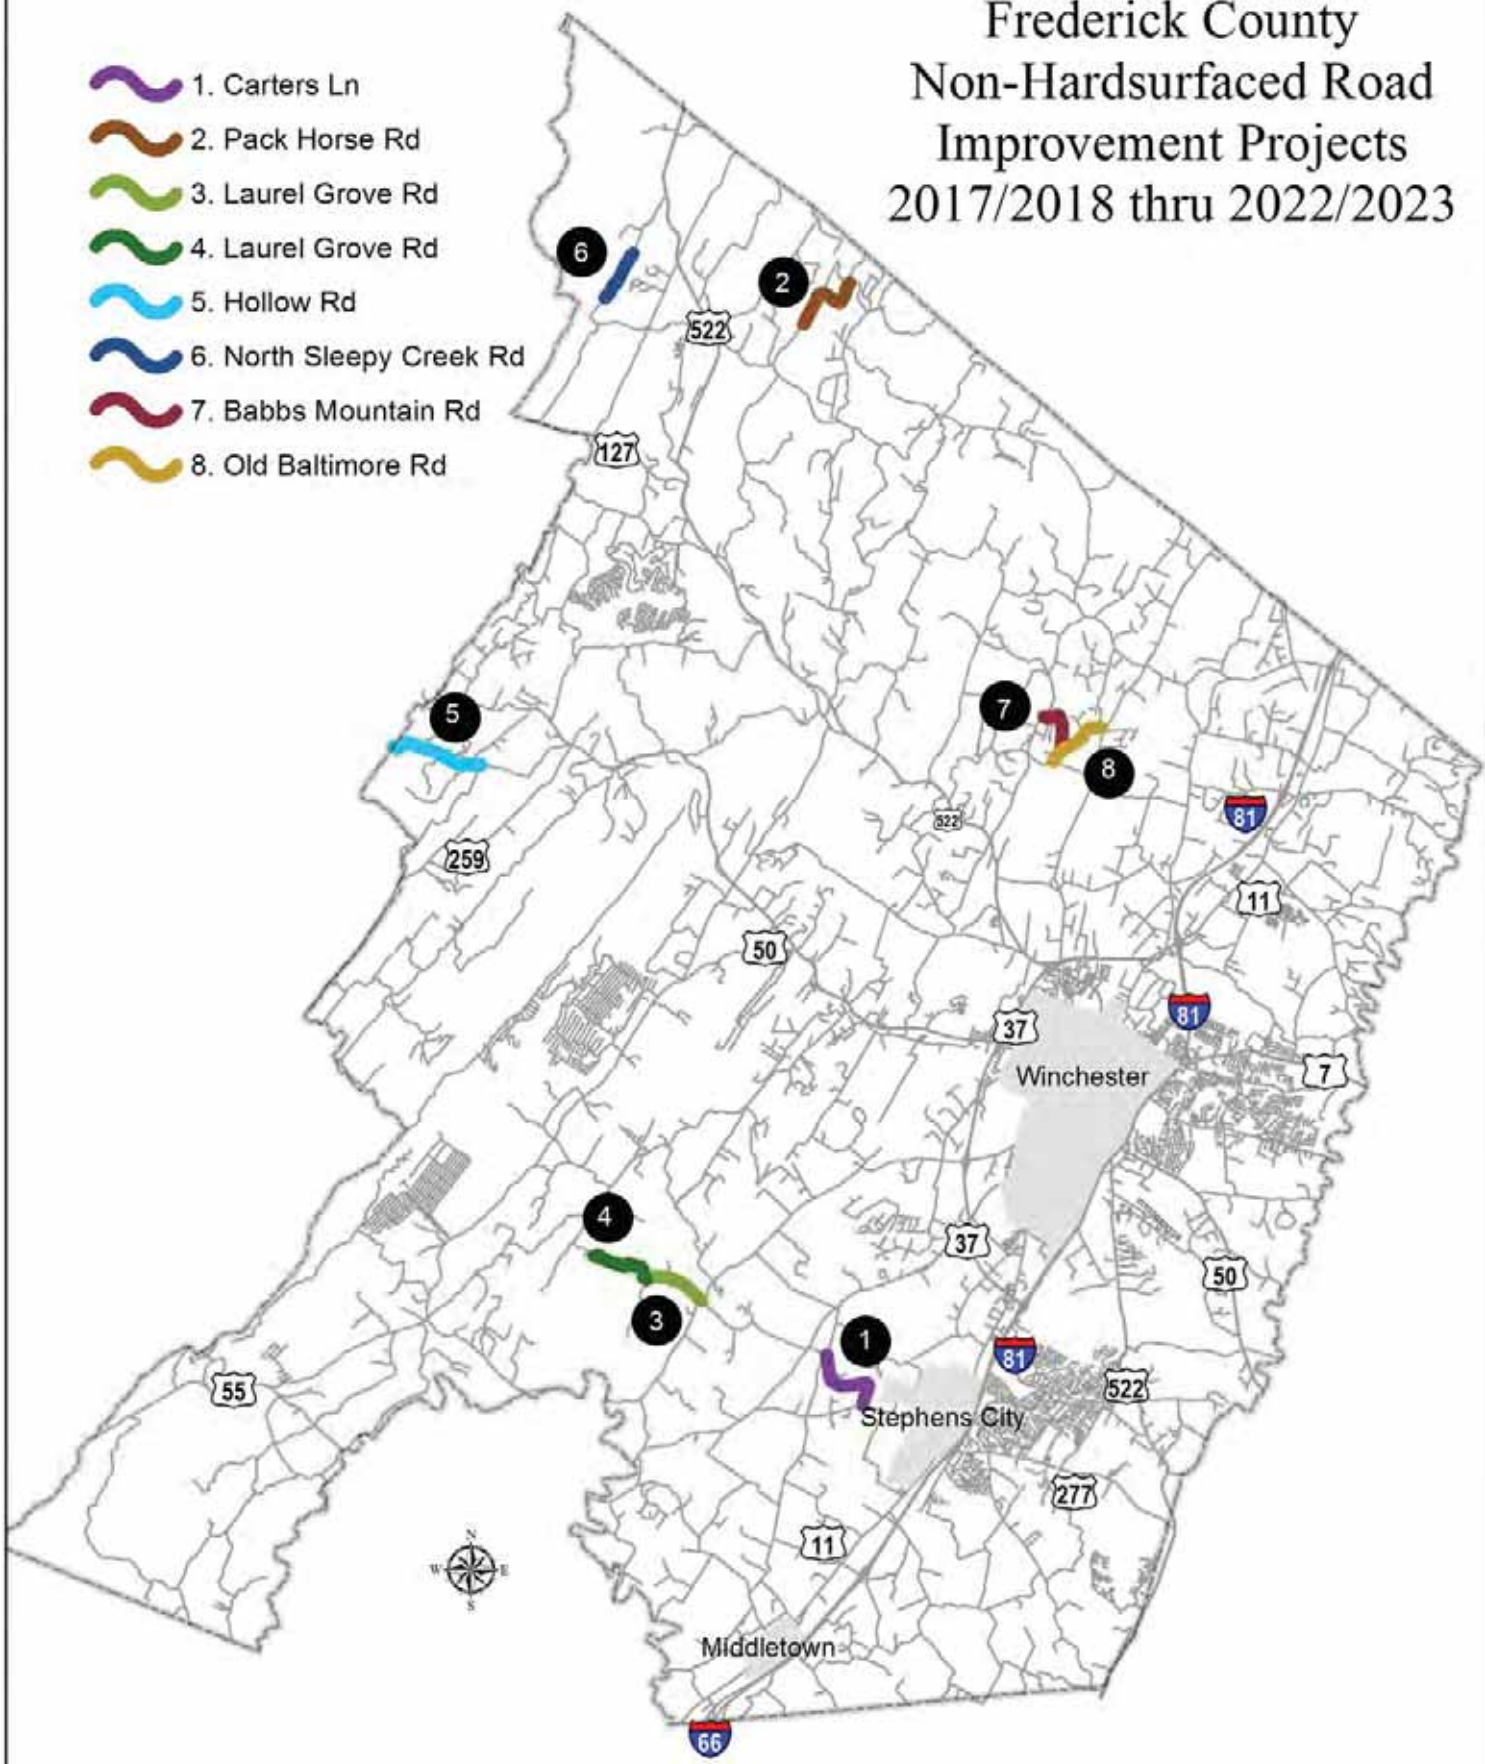 Frederick County
Non-Hardsurfaced Road
Improvement Projects
2017/2018 thru 2022/2023
1. Carters Ln
2. Pack Horse Rd
3. Laurel Grove Rd
4. Laurel Grove Rd
5. Hollow Rd
6. North Sleepy Creek Rd
7. Babbs Mountain Rd
8. Old Baltimore Rd
6
2
522
127
5
7
8
522
81
259
11
50
81
37
Winchester
7
4
37
50
3
1
81
55
522
Stephens City
277
11
N
W E
S
Middletown
66